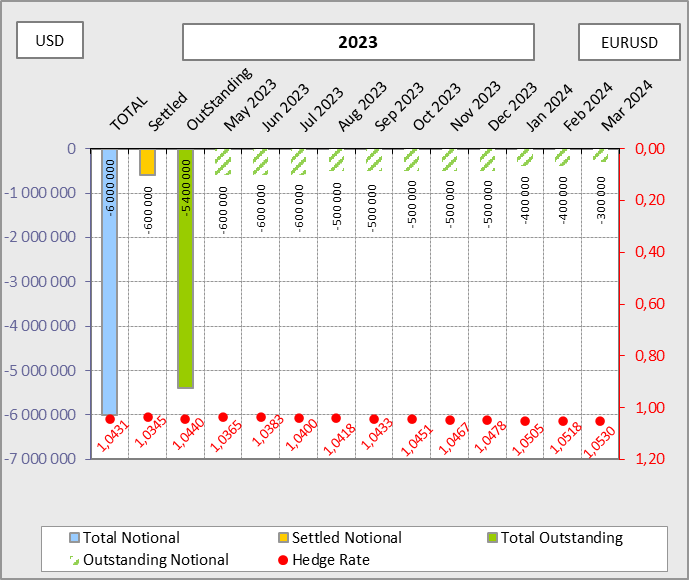 USD
2023
EURUSD
TOTAL
Settled
OutStanding
May 2023
Jun 2023
Jul 2023
Aug 2023
Sep 2023
Oct 2023
Nov 2023
Dec 2023
Jan 2024
Feb 2024
Mar 2024
0
-1 000 000
-2 000 000
-3 000 000
-4 000 000
-5 000 000
-6 000 000
-7 000 000
-6 000 000
-600 000
-5 400 000
-600 000
-600 000
-600 000
-500 000
-500 000
-500 000
-500 000
-500 000
-400 000
-400 000
-300 000
0,00
0,20
0,40
0,60
0,80
1,00
1,20
1,0431
1,0345
1,0440
1,0365
1,0383
1,0400
1,0418
1,0433
1,0451
1,0467
1,0478
1,0505
1,0518
1,0530
Total Notional
Settled Notional
Total Outstanding
Outstanding Notional
Hedge Rate